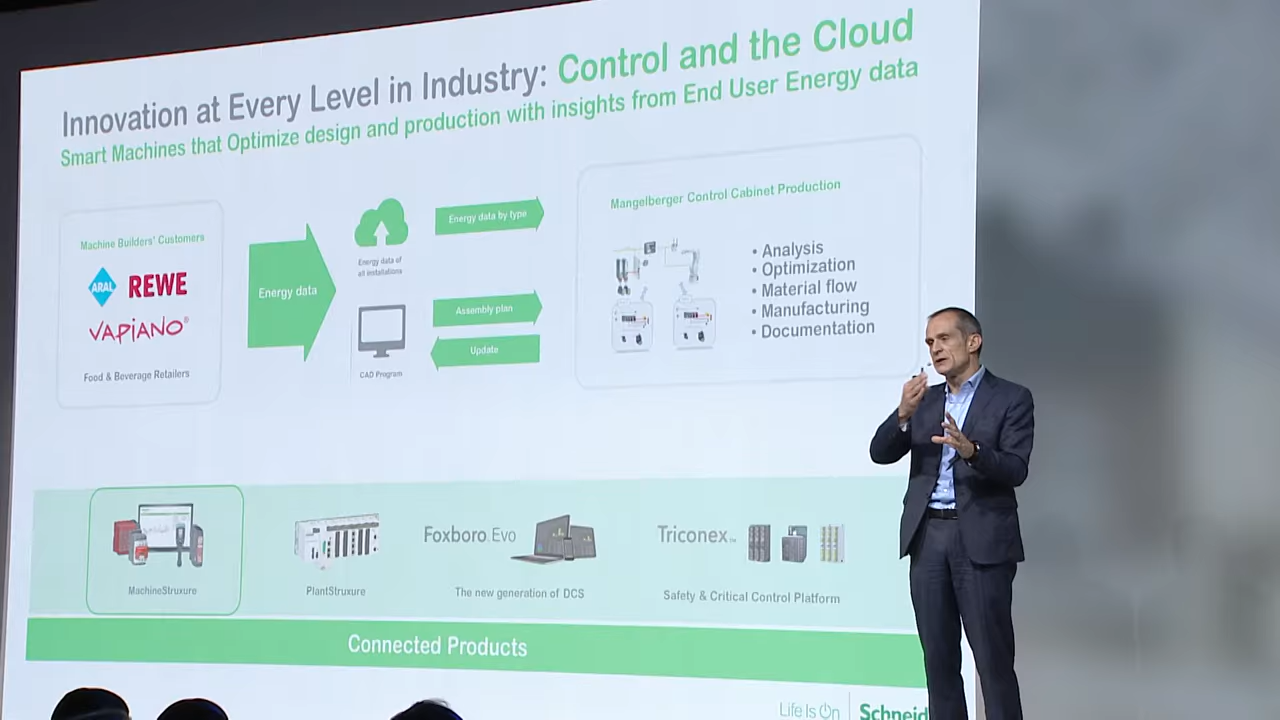 Innovation at Every Level in Industry: Control and the Cloud
Smart Machines that Optimize design and production with insights from End User Energy data
Machine Builders' Customers
ARAL
REWE
VAPIANO®
Food & Beverage Retailers
Energy data
Energy data of
all installations
CAD Program
Energy data by type
Assembly plan
Update
Mangelberger Control Cabinet Production
• Analysis
• Optimization
• Material flow
• Manufacturing
• Documentation
MachineStruxure
PlantStruxure
Foxboro Evo
The new generation of DCS
Triconex
Safety & Critical Control Platform
Connected Products
Life Is On
Schneid